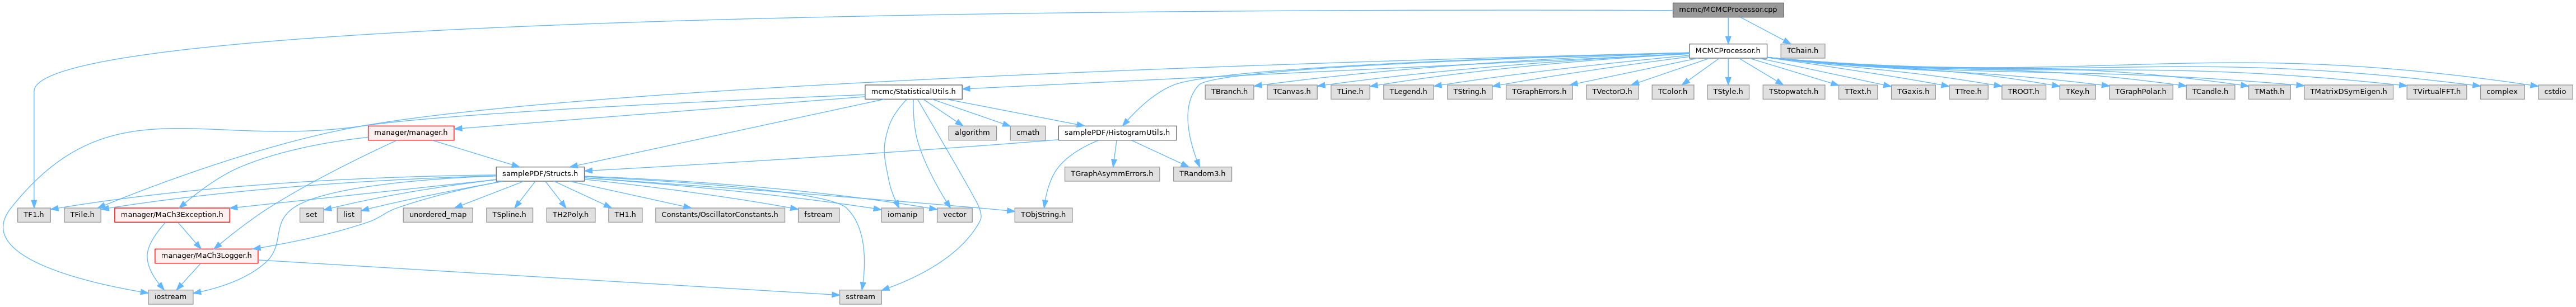 mcmc/MCMCProcessor.cpp
MCMCProcessor.h
TChain.h
mcmc/StatisticalUtils.h
TBranch.h
TCanvas.h
TLine.h
TLegend.h
TString.h
TGraphErrors.h
TVectorD.h
TColor.h
TStyle.h
TStopwatch.h
TText.h
TGaxis.h
TTree.h
TROOT.h
TKey.h
TGraphPolar.h
TCandle.h
TMath.h
TMatrixDSymEigen.h
TVirtualFFT.h
complex
cstdio
manager/manager.h
algorithm
cmath
samplePDF/HistogramUtils.h
samplePDF/Structs.h
TGraphAsymmErrors.h
TRandom3.h
TF1.h
TFile.h
manager/MaCh3Exception.h
set
list
unordered_map
TSpline.h
TH2Poly.h
TH1.h
Constants/OscillatorConstants.h
fstream
iomanip
vector
TObjString.h
manager/MaCh3Logger.h
iostream
sstream